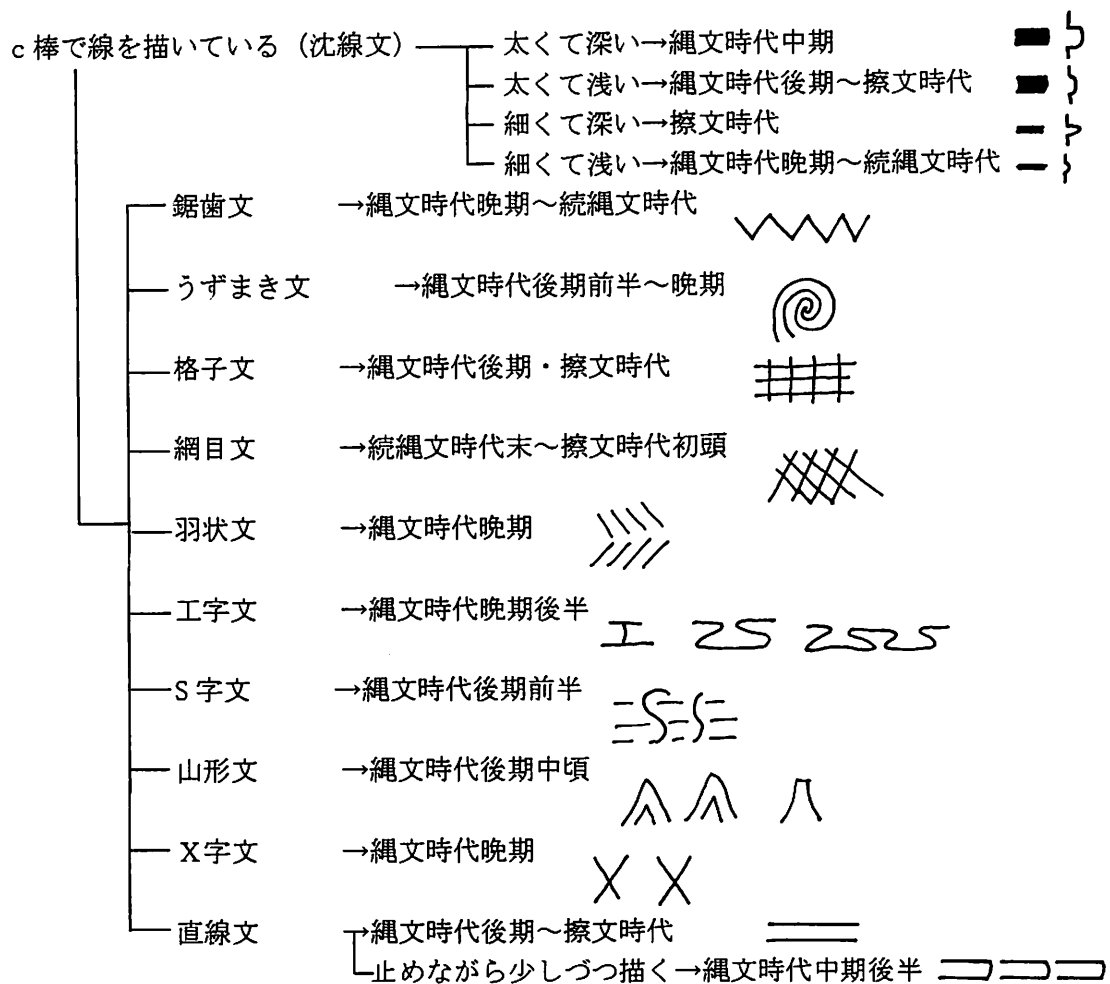 c 棒で線を描いている（沈線文） 太くて深い→縄文時代中期
太くて浅い→縄文時代後期～擦文時代
細くて深い→擦文時代
細くて浅い→縄文時代晩期～続縄文時代
鋸歯文 →縄文時代晩期～続縄文時代
うずまき文 →縄文時代後期前半～晩期
格子文 →縄文時代後期・擦文時代
網目文 →続縄文時代末～擦文時代初頭
羽状文 →縄文時代晩期
工字文 →縄文時代晩期後半
S字文 →縄文時代後期前半
山形文 →縄文時代後期中頃
X字文 →縄文時代晩期
直線文 →縄文時代後期～擦文時代
止めながら少しづつ描く→縄文時代中期後半